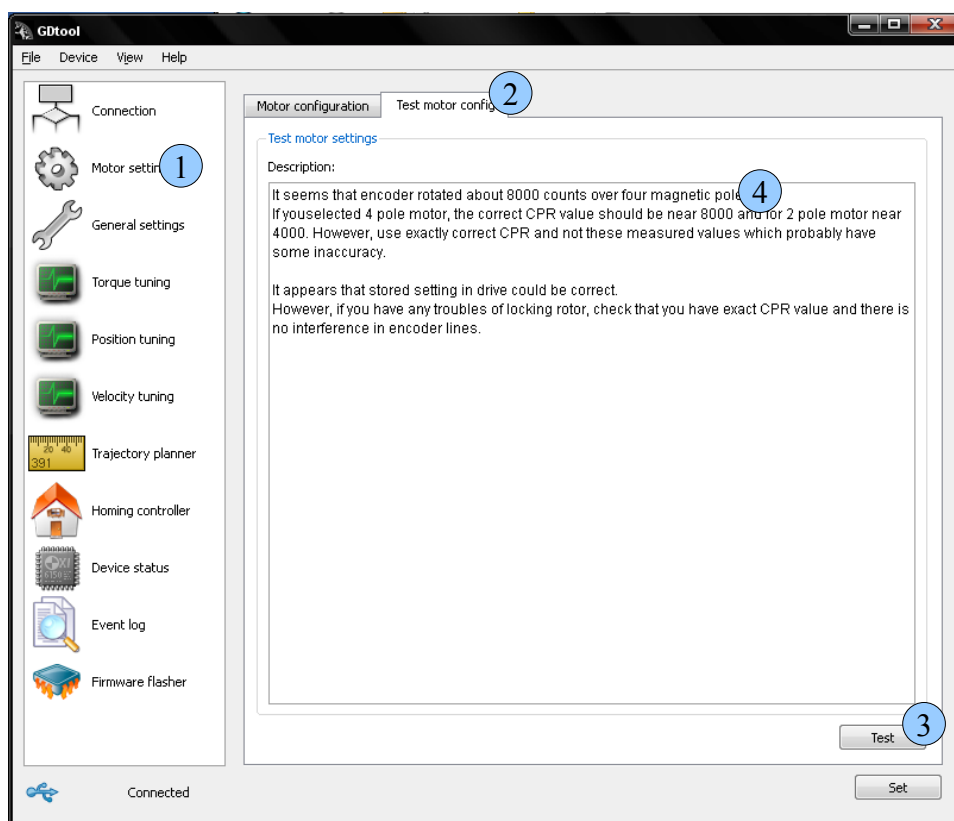 GDtool
File Device View Help
Connection
Motor settin
1
General settings
Torque tuning
Position tuning
Velocity tuning
20 40
391
Trajectory planner
Homing controller
Device status
Event log
Firmware flasher
Connected
Motor configuration
Test motor config
2
Test motor settings
Description:
It seems that encoder rotated about 8000 counts over four magnetic pole
4
If youselected 4 pole motor, the correct CPR value should be near 8000 and for 2 pole motor near
4000. However, use exactly correct CPR and not these measured values which probably have
some inaccuracy.
It appears that stored setting in drive could be correct.
However, if you have any troubles of locking rotor, check that you have exact CPR value and there is
no interference in encoder lines.
Test
3
Set